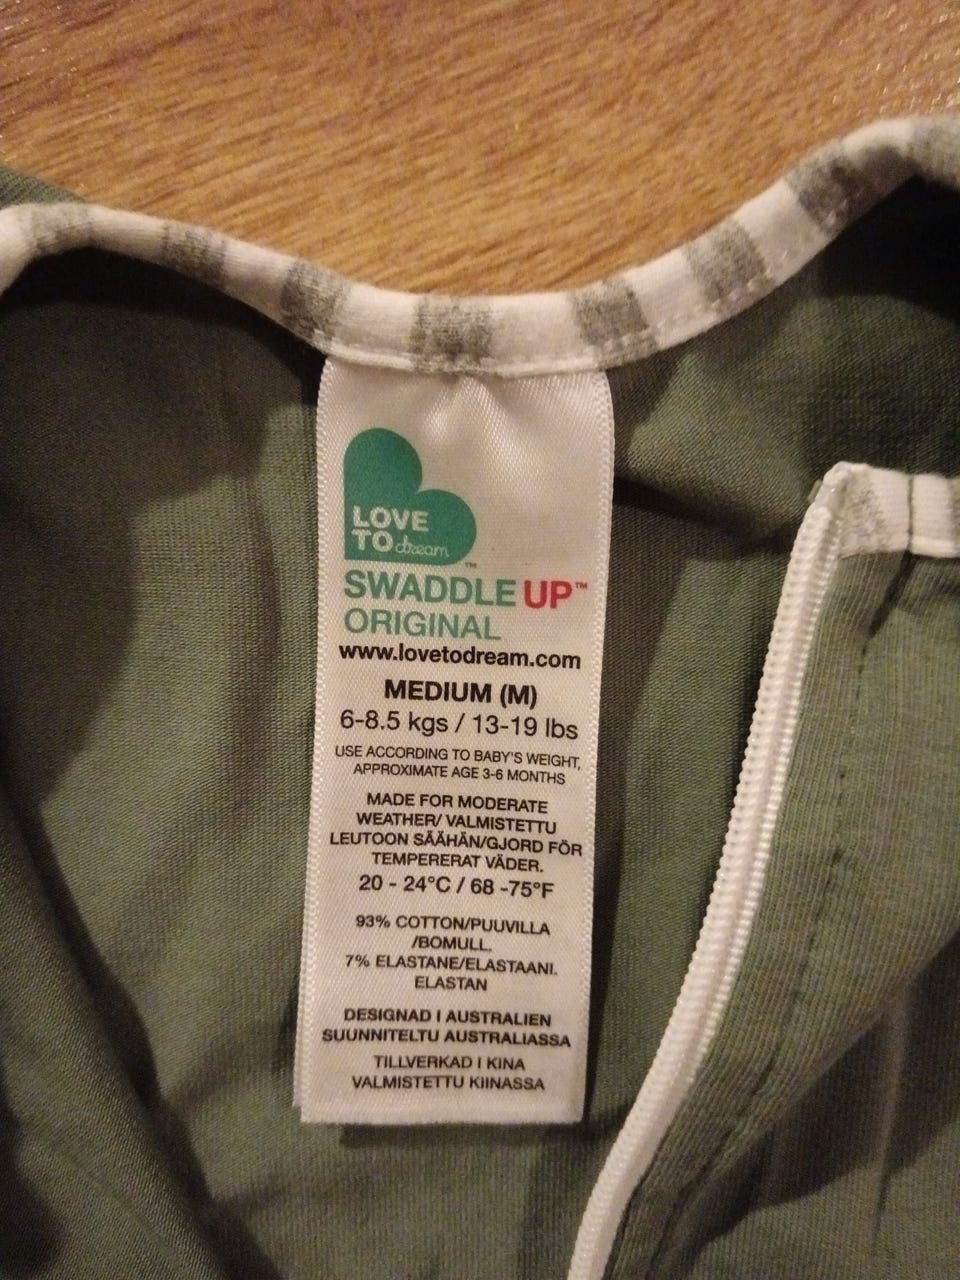 LOVE
TO dream™
SWADDLE UP™
ORIGINAL
www.lovetodream.com
MEDIUM (M)
6-8.5 kgs / 13-19 lbs
USE ACCORDING TO BABY'S WEIGHT,
APPROXIMATE AGE 3-6 MONTHS
MADE FOR MODERATE
WEATHER/ VALMISTETTU
LEUTOON SÄÄHÄN/GJORD FÖR
TEMPERERAT VÄDER.
20 - 24°C / 68 -75°F
93% COTTON/PUUVILLA
/BOMULL.
7% ELASTANE/ELASTAANI.
ELASTAN
DESIGNAD I AUSTRALIEN
SUUNNITELTU AUSTRALIASSA
TILLVERKAD I KINA
VALMISTETTU KIINASSA